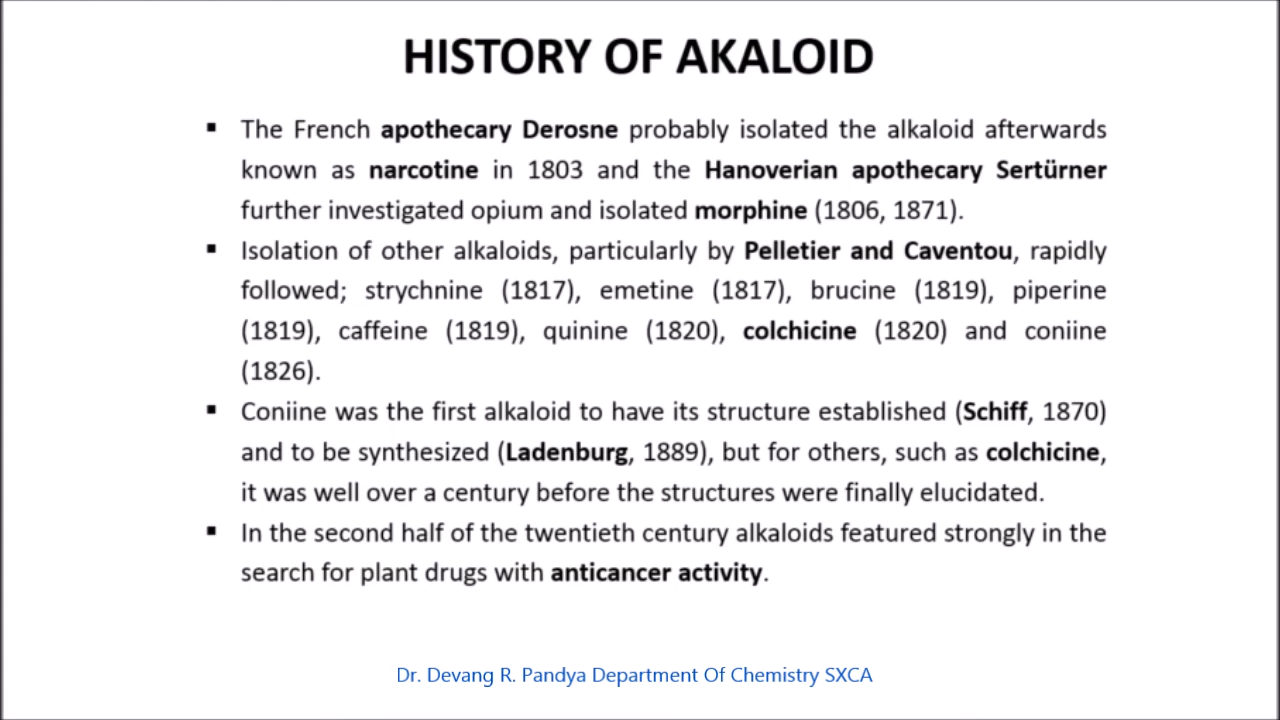 HISTORY OF AKALOID
▪ The French apothecary Derosne probably isolated the alkaloid afterwards
known as narcotine in 1803 and the Hanoverian apothecary Sertürner
further investigated opium and isolated morphine (1806, 1871).
▪ Isolation of other alkaloids, particularly by Pelletier and Caventou, rapidly
followed; strychnine (1817), emetine (1817), brucine (1819), piperine
(1819), caffeine (1819), quinine (1820), colchicine (1820) and coniine
(1826).
▪ Coniine was the first alkaloid to have its structure established (Schiff, 1870)
and to be synthesized (Ladenburg, 1889), but for others, such as colchicine,
it was well over a century before the structures were finally elucidated.
▪ In the second half of the twentieth century alkaloids featured strongly in the
search for plant drugs with anticancer activity.
Dr. Devang R. Pandya Department Of Chemistry SXCA